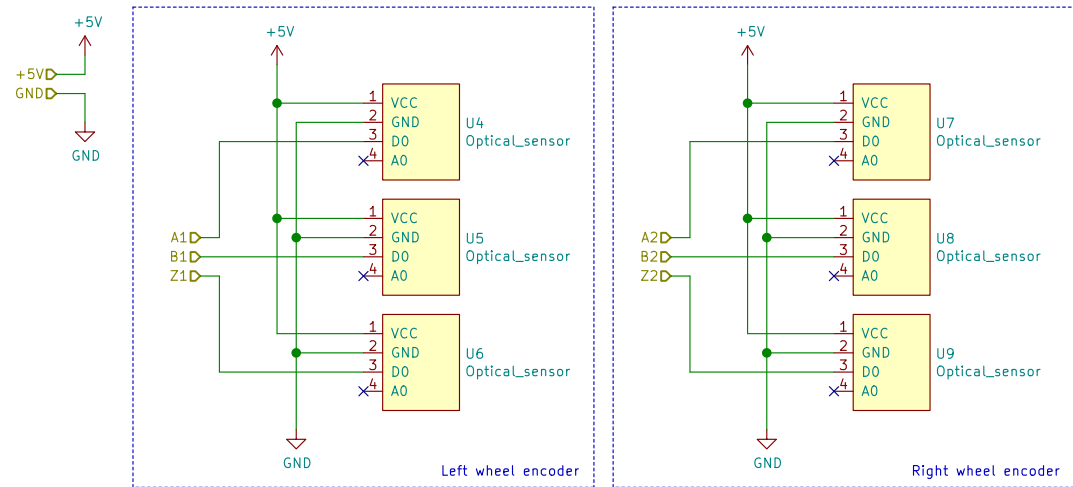 +5V
+5V
GND
GND
+5V
1 VCC
2 GND
3 D0
4 A0
U4
Optical_sensor
A1
B1
Z1
1 VCC
2 GND
3 D0
4 A0
U5
Optical_sensor
1 VCC
2 GND
3 D0
4 A0
U6
Optical_sensor
GND
Left wheel encoder
+5V
1 VCC
2 GND
3 D0
4 A0
U7
Optical_sensor
A2
B2
Z2
1 VCC
2 GND
3 D0
4 A0
U8
Optical_sensor
1 VCC
2 GND
3 D0
4 A0
U9
Optical_sensor
GND
Right wheel encoder